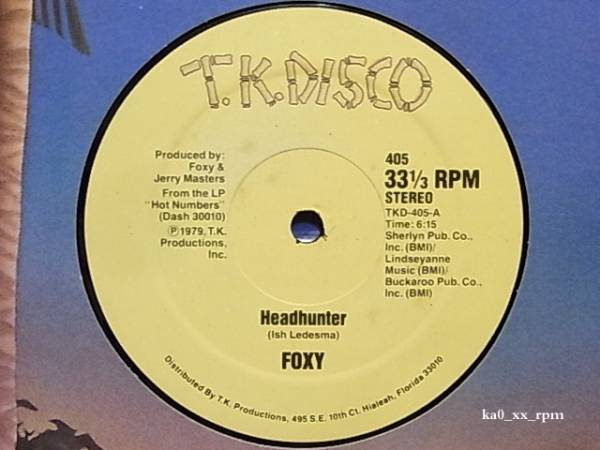 T.K.DISCO
Produced by:
Foxy &
Jerry Masters
From the LP
"Hot Numbers"
(Dash 30010)
Ⓟ1979, T.K.
Productions,
Inc.
405
33⅓ RPM
STEREO
TKD-405-A
Time: 6:15
Sherlyn Pub. Co.,
Inc. (BMI)/
Lindseyanne
Music (BMI)/
Buckaroo Pub. Co.,
Inc. (BMI)
Headhunter
(Ish Ledesma)
FOXY
Distributed By T.K. Productions, 495 S.E. 10th Ct. Hialeah, Florida 33010
ka0_xx_rpm